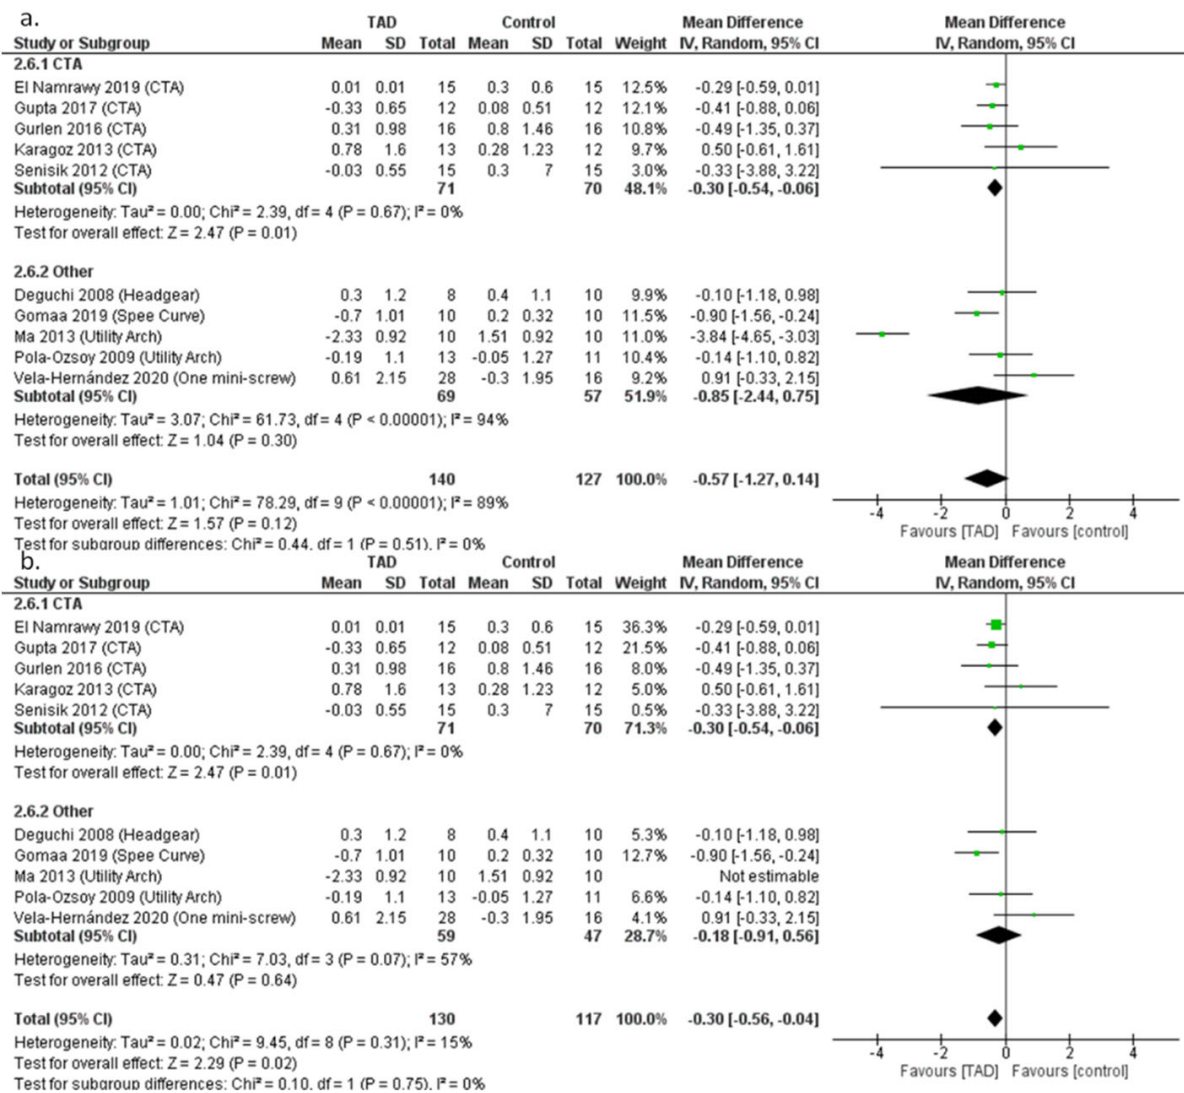 a.
TAD Control Mean Difference Mean Difference
Study or Subgroup Mean SD Total Mean SD Total Weight IV, Random, 95% CI IV, Random, 95% CI
2.6.1 CTA
El Namrawy 2019 (CTA) 0.01 0.01 15 0.3 0.6 15 12.5% -0.29 [-0.59, 0.01]
Gupta 2017 (CTA) -0.33 0.65 12 0.08 0.51 12 12.1% -0.41 [-0.88, 0.06]
Gurlen 2016 (CTA) 0.31 0.98 16 0.8 1.46 16 10.8% -0.49 [-1.35, 0.37]
Karagoz 2013 (CTA) 0.78 1.6 13 0.28 1.23 12 9.7% 0.50 [-0.61, 1.61]
Senisik 2012 (CTA) -0.03 0.55 15 0.3 7 15 3.0% -0.33 [-3.88, 3.22]
Subtotal (95% CI) 71 70 48.1% -0.30 [-0.54, -0.06]
Heterogeneity: Tau² = 0.00; Chi² = 2.39, df = 4 (P = 0.67); I² = 0%
Test for overall effect: Z = 2.47 (P = 0.01)
2.6.2 Other
Deguchi 2008 (Headgear) 0.3 1.2 8 0.4 1.1 10 9.9% -0.10 [-1.18, 0.98]
Gomaa 2019 (Spee Curve) -0.7 1.01 10 0.2 0.32 10 11.5% -0.90 [-1.56, -0.24]
Ma 2013 (Utility Arch) -2.33 0.92 10 1.51 0.92 10 11.0% -3.84 [-4.65, -3.03]
Pola-Ozsoy 2009 (Utility Arch) -0.19 1.1 13 -0.05 1.27 11 10.4% -0.14 [-1.10, 0.82]
Vela-Hernández 2020 (One mini-screw) 0.61 2.15 28 -0.3 1.95 16 9.2% 0.91 [-0.33, 2.15]
Subtotal (95% CI) 69 57 51.9% -0.85 [-2.44, 0.75]
Heterogeneity: Tau² = 3.07; Chi² = 61.73, df = 4 (P < 0.00001); I² = 94%
Test for overall effect: Z = 1.04 (P = 0.30)
Total (95% CI) 140 127 100.0% -0.57 [-1.27, 0.14]
Heterogeneity: Tau² = 1.01; Chi² = 78.29, df = 9 (P < 0.00001); I² = 89%
Test for overall effect: Z = 1.57 (P = 0.12)
Test for subgroup differences: Chi² = 0.44, df = 1 (P = 0.51), I² = 0%
-4 -2 0 2 4
Favours [TAD] Favours [control]
b.
TAD Control Mean Difference Mean Difference
Study or Subgroup Mean SD Total Mean SD Total Weight IV, Random, 95% CI IV, Random, 95% CI
2.6.1 CTA
El Namrawy 2019 (CTA) 0.01 0.01 15 0.3 0.6 15 36.3% -0.29 [-0.59, 0.01]
Gupta 2017 (CTA) -0.33 0.65 12 0.08 0.51 12 21.5% -0.41 [-0.88, 0.06]
Gurlen 2016 (CTA) 0.31 0.98 16 0.8 1.46 16 8.0% -0.49 [-1.35, 0.37]
Karagoz 2013 (CTA) 0.78 1.6 13 0.28 1.23 12 5.0% 0.50 [-0.61, 1.61]
Senisik 2012 (CTA) -0.03 0.55 15 0.3 7 15 0.5% -0.33 [-3.88, 3.22]
Subtotal (95% CI) 71 70 71.3% -0.30 [-0.54, -0.06]
Heterogeneity: Tau² = 0.00; Chi² = 2.39, df = 4 (P = 0.67); I² = 0%
Test for overall effect: Z = 2.47 (P = 0.01)
2.6.2 Other
Deguchi 2008 (Headgear) 0.3 1.2 8 0.4 1.1 10 5.3% -0.10 [-1.18, 0.98]
Gomaa 2019 (Spee Curve) -0.7 1.01 10 0.2 0.32 10 12.7% -0.90 [-1.56, -0.24]
Ma 2013 (Utility Arch) -2.33 0.92 10 1.51 0.92 10 Not estimable
Pola-Ozsoy 2009 (Utility Arch) -0.19 1.1 13 -0.05 1.27 11 6.6% -0.14 [-1.10, 0.82]
Vela-Hernández 2020 (One mini-screw) 0.61 2.15 28 -0.3 1.95 16 4.1% 0.91 [-0.33, 2.15]
Subtotal (95% CI) 59 47 28.7% -0.18 [-0.91, 0.56]
Heterogeneity: Tau² = 0.31; Chi² = 7.03, df = 3 (P = 0.07); I² = 57%
Test for overall effect: Z = 0.47 (P = 0.64)
Total (95% CI) 130 117 100.0% -0.30 [-0.56, -0.04]
Heterogeneity: Tau² = 0.02; Chi² = 9.45, df = 8 (P = 0.31); I² = 15%
Test for overall effect: Z = 2.29 (P = 0.02)
Test for subgroup differences: Chi² = 0.10, df = 1 (P = 0.75), I² = 0%
-4 -2 0 2 4
Favours [TAD] Favours [control]